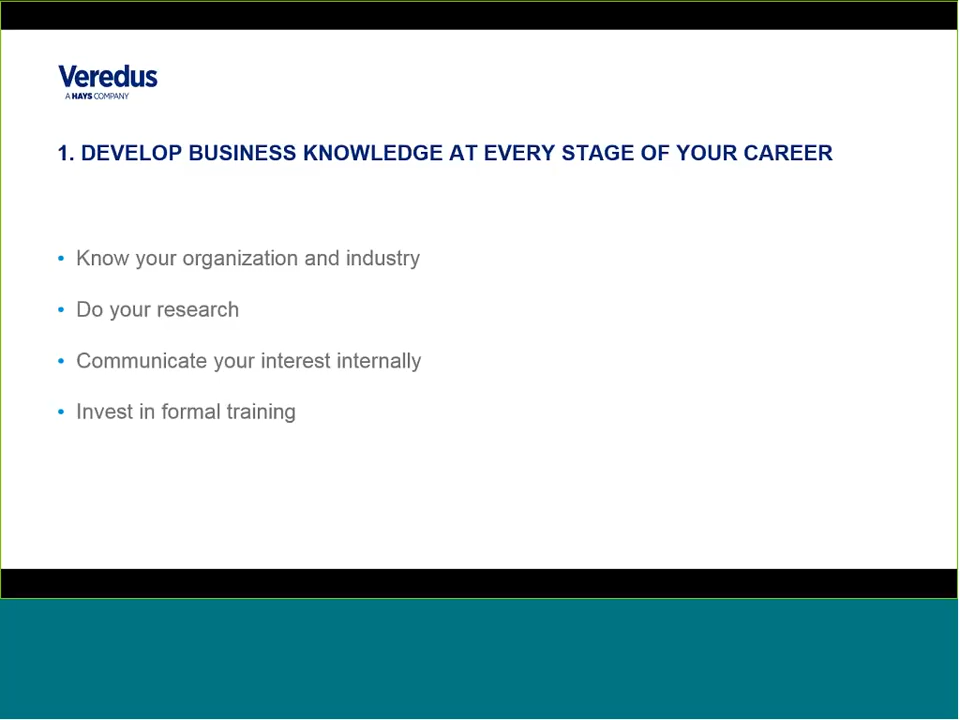 Veredus
A HAYS COMPANY
1. DEVELOP BUSINESS KNOWLEDGE AT EVERY STAGE OF YOUR CAREER
• Know your organization and industry
• Do your research
• Communicate your interest internally
• Invest in formal training